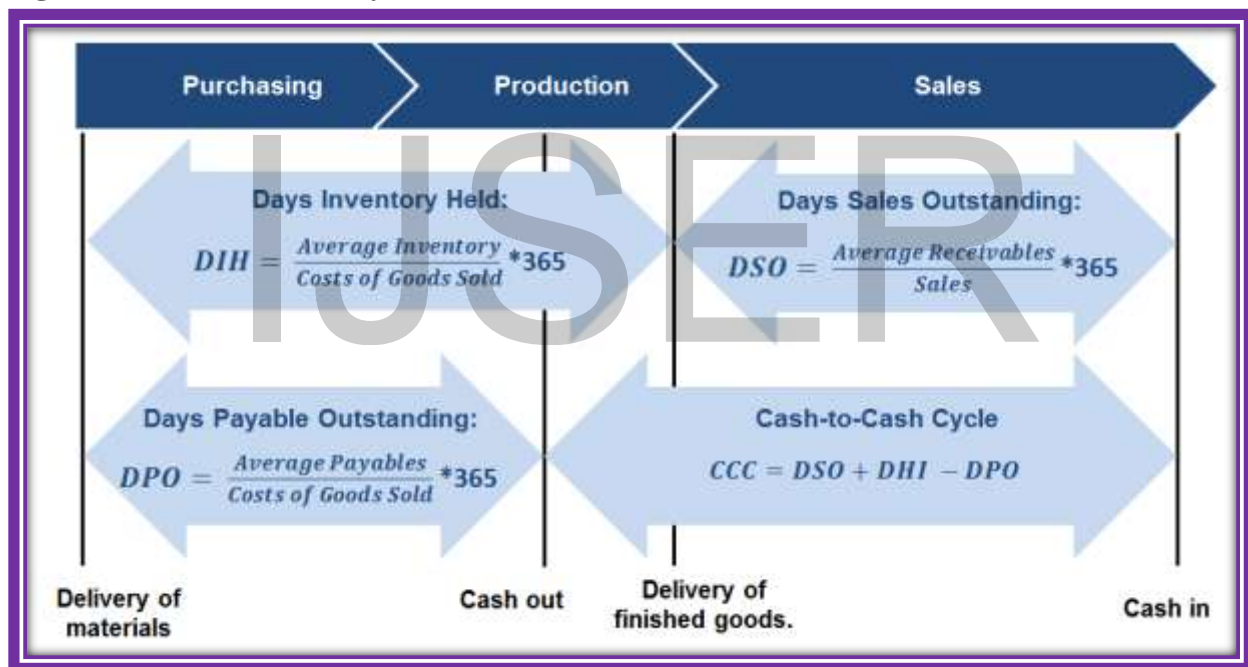 Purchasing
Production
Sales
IJSER
Days Inventory Held:
DIH = Average Inventory / Costs of Goods Sold *365
Days Sales Outstanding:
DSO = Average Receivables / Sales *365
Days Payable Outstanding:
DPO = Average Payables / Costs of Goods Sold *365
Cash-to-Cash Cycle
CCC = DSO + DHI - DPO
Delivery of
materials
Cash out
Delivery of
finished goods.
Cash in